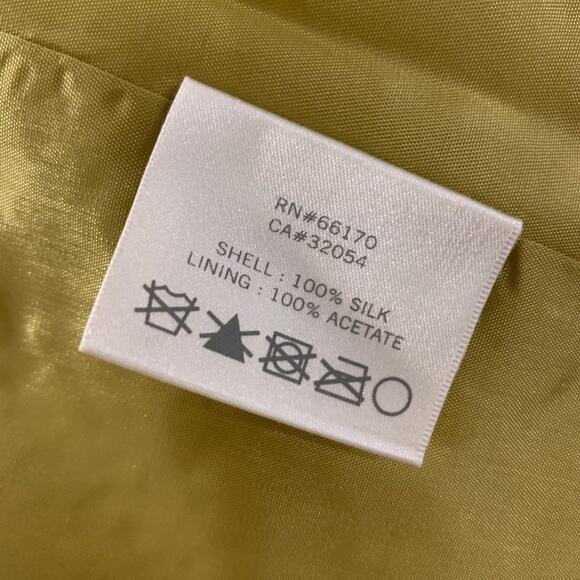 RN#66170
CA#32054
SHELL : 100% SILK
LINING : 100% ACETATE